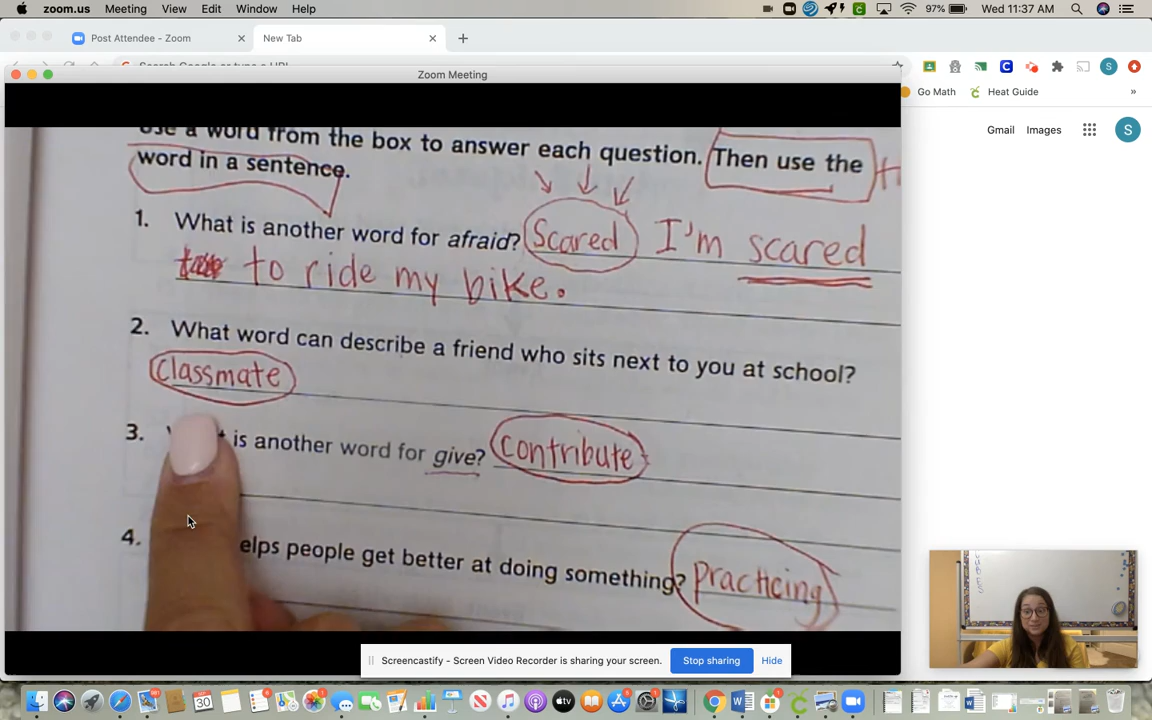 zoom.us Meeting View Edit Window Help
97% Wed 11:37 AM
Post Attendee - Zoom
New Tab
Zoom Meeting
Go Math Heat Guide »
Gmail Images S
Use a word from the box to answer each question. Then use the
word in a sentence.
1. What is another word for afraid? Scared I'm scared
to ride my bike.
2. What word can describe a friend who sits next to you at school?
classmate
3. is another word for give? contribute
4. elps people get better at doing something? practicing
Screencastify - Screen Video Recorder is sharing your screen. Stop sharing Hide
SEP
30